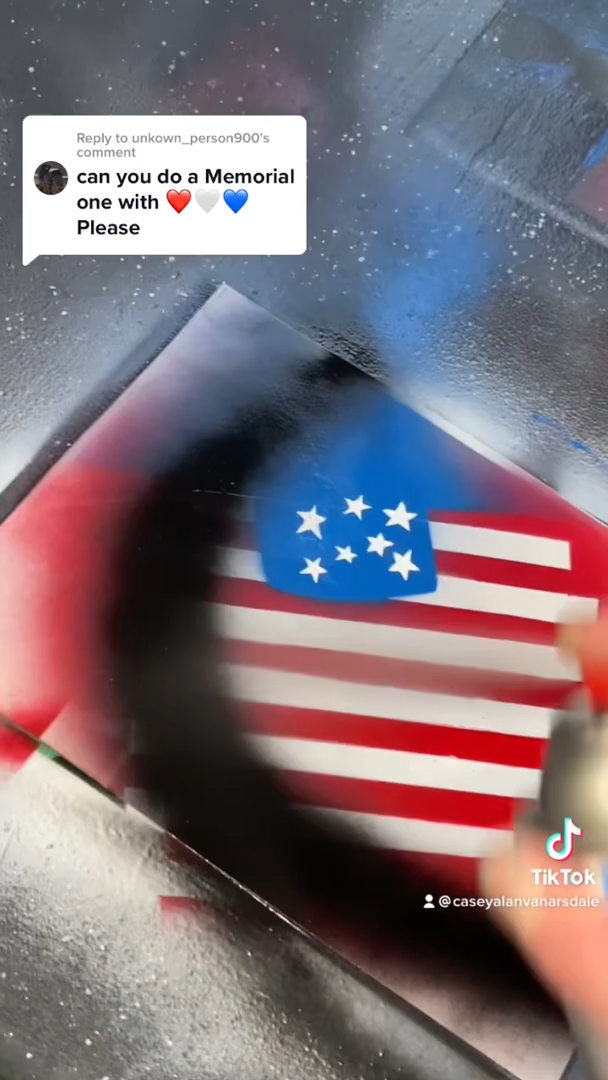 Reply to unkown_person900's
comment
can you do a Memorial
one with ❤️🤍💙
Please
TikTok
@caseyalanvanarsdale